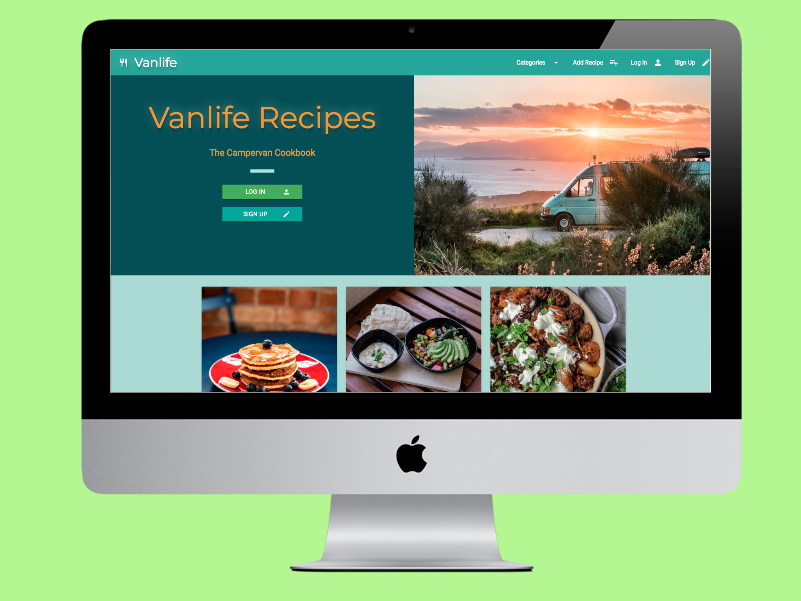 Vanlife
Categories
Add Recipe
Log In
Sign Up
Vanlife Recipes
The Campervan Cookbook
LOG IN
SIGN UP